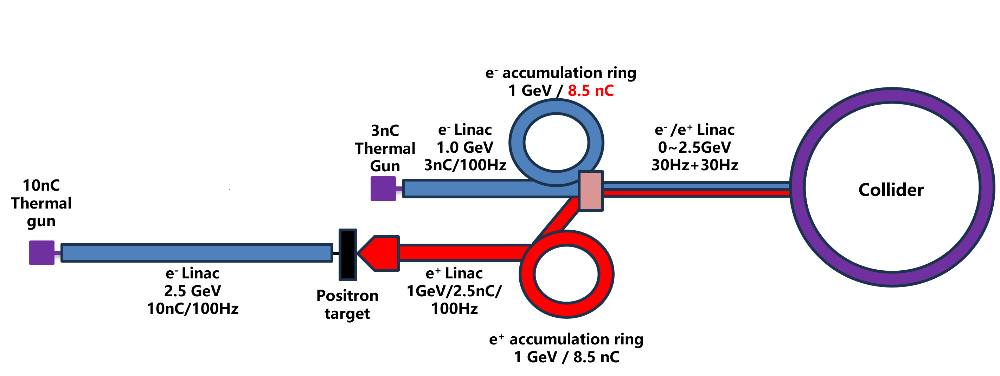 e⁻ accumulation ring
1 GeV / 8.5 nC
3nC
Thermal
Gun
e⁻ Linac
1.0 GeV
3nC/100Hz
e⁻ /e⁺ Linac
0~2.5GeV
30Hz+30Hz
Collider
10nC
Thermal
gun
e⁻ Linac
2.5 GeV
10nC/100Hz
Positron
target
e⁺ Linac
1GeV/2.5nC/
100Hz
e⁺ accumulation ring
1 GeV / 8.5 nC